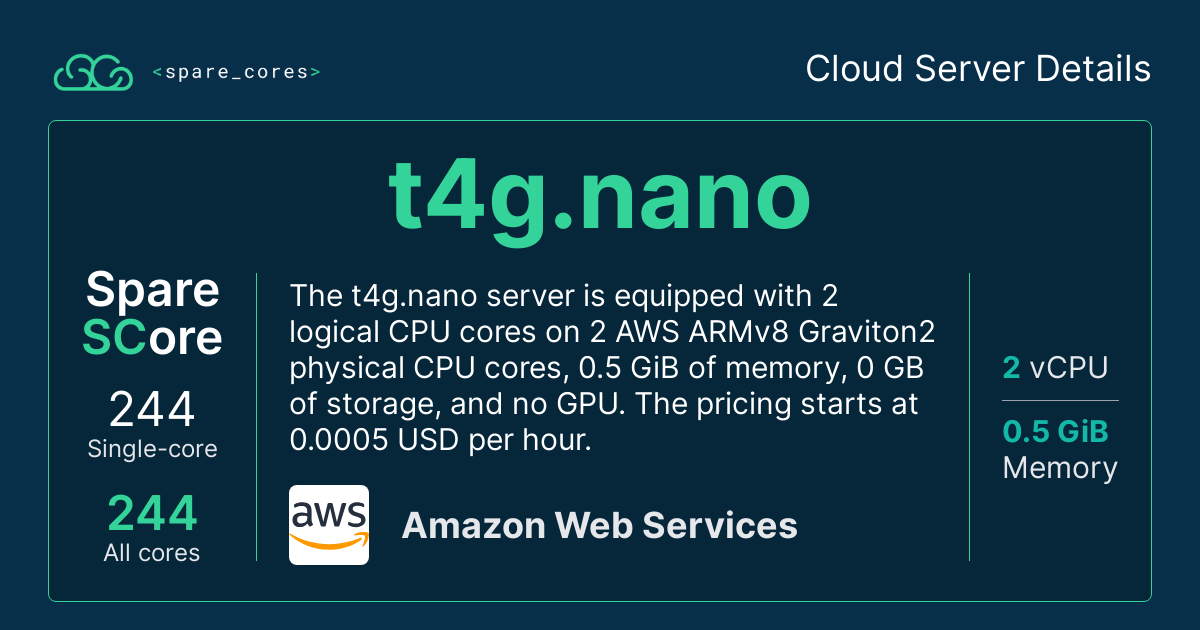 <spare_cores>
Cloud Server Details
t4g.nano
Spare
SCore
244
Single-core
244
All cores
The t4g.nano server is equipped with 2
logical CPU cores on 2 AWS ARMv8 Graviton2
physical CPU cores, 0.5 GiB of memory, 0 GB
of storage, and no GPU. The pricing starts at
0.0005 USD per hour.
aws
Amazon Web Services
2 vCPU
0.5 GiB
Memory